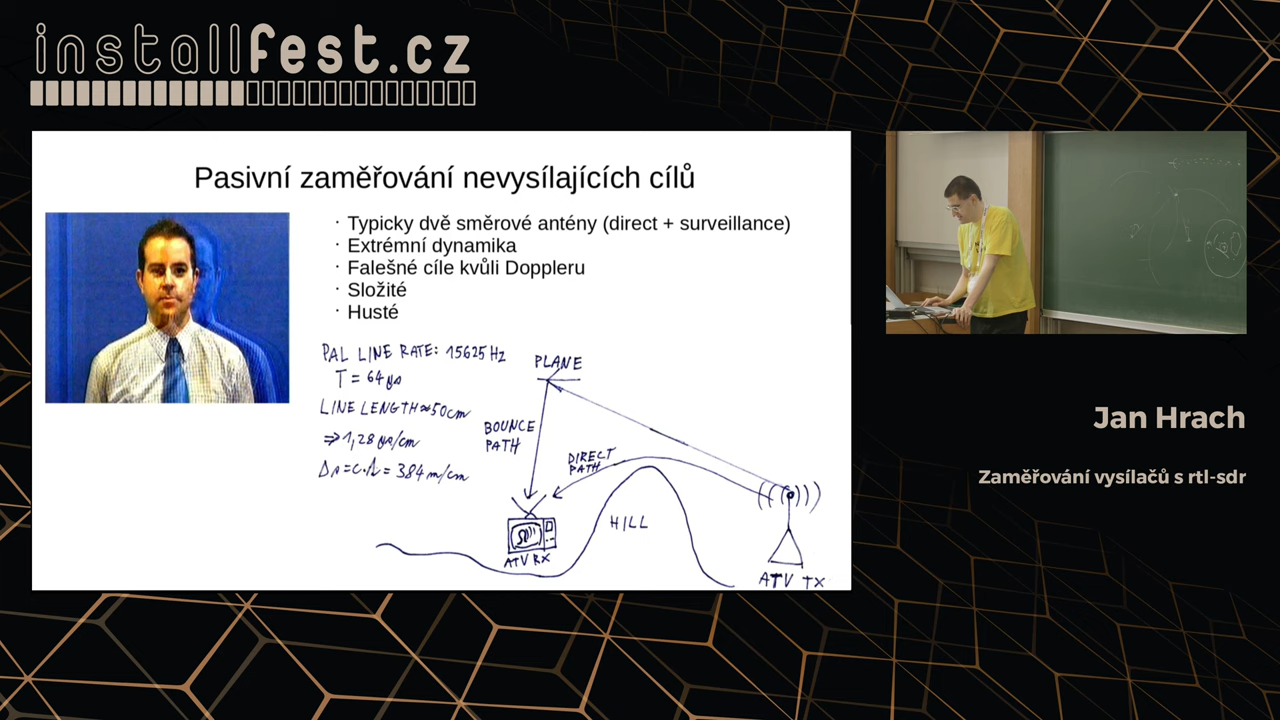 installfest.cz
Pasivní zaměřování nevysílajících cílů
· Typicky dvě směrové antény (direct + surveillance)
· Extrémní dynamika
· Falešné cíle kvůli Doppleru
· Složité
· Husté
PAL LINE RATE: 15625 Hz
T = 64 µs
LINE LENGTH ≈ 50cm
⇒ 1,28 µs/cm
= 384 m/cm
PLANE
BOUNCE
PATH
DIRECT
PATH
HILL
ATV RX
ATV TX
Jan Hrach
Zaměřování vysílačů s rtl-sdr